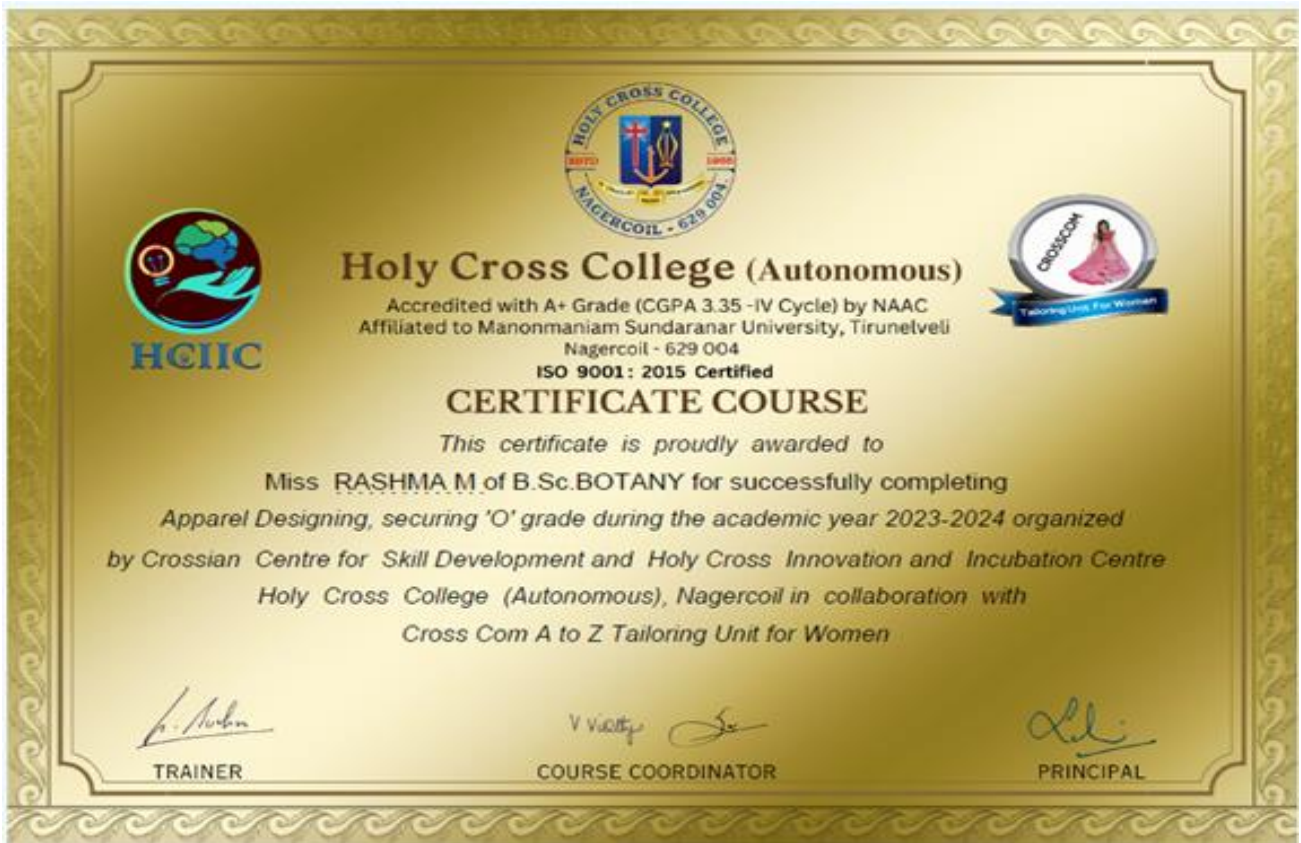 HOLY CROSS COLLEGE
ESTD 1965
NAGERCOIL - 629 004.
HCIIC
CROSSCOM
Tailoring Unit For Women
Holy Cross College (Autonomous)
Accredited with A+ Grade (CGPA 3.35 -IV Cycle) by NAAC
Affiliated to Manonmaniam Sundaranar University, Tirunelveli
Nagercoil - 629 004
ISO 9001: 2015 Certified
CERTIFICATE COURSE
This certificate is proudly awarded to
Miss RASHMA M of B.Sc.BOTANY for successfully completing
Apparel Designing, securing 'O' grade during the academic year 2023-2024 organized
by Crossian Centre for Skill Development and Holy Cross Innovation and Incubation Centre
Holy Cross College (Autonomous), Nagercoil in collaboration with
Cross Com A to Z Tailoring Unit for Women
TRAINER
COURSE COORDINATOR
PRINCIPAL